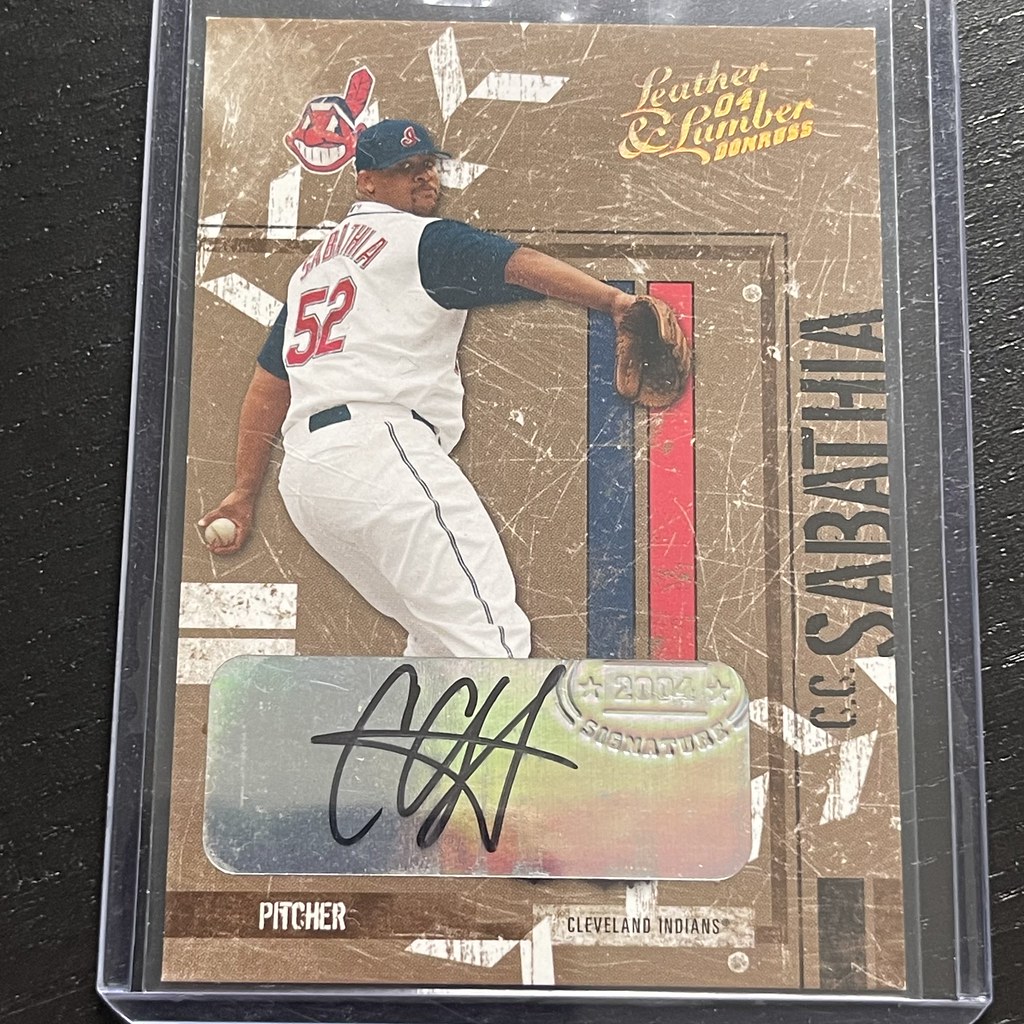 Leather
04
& Lumber
DONRUSS
SABATHIA
52
C.C. SABATHIA
2004
SIGNATURE
PITCHER
CLEVELAND INDIANS